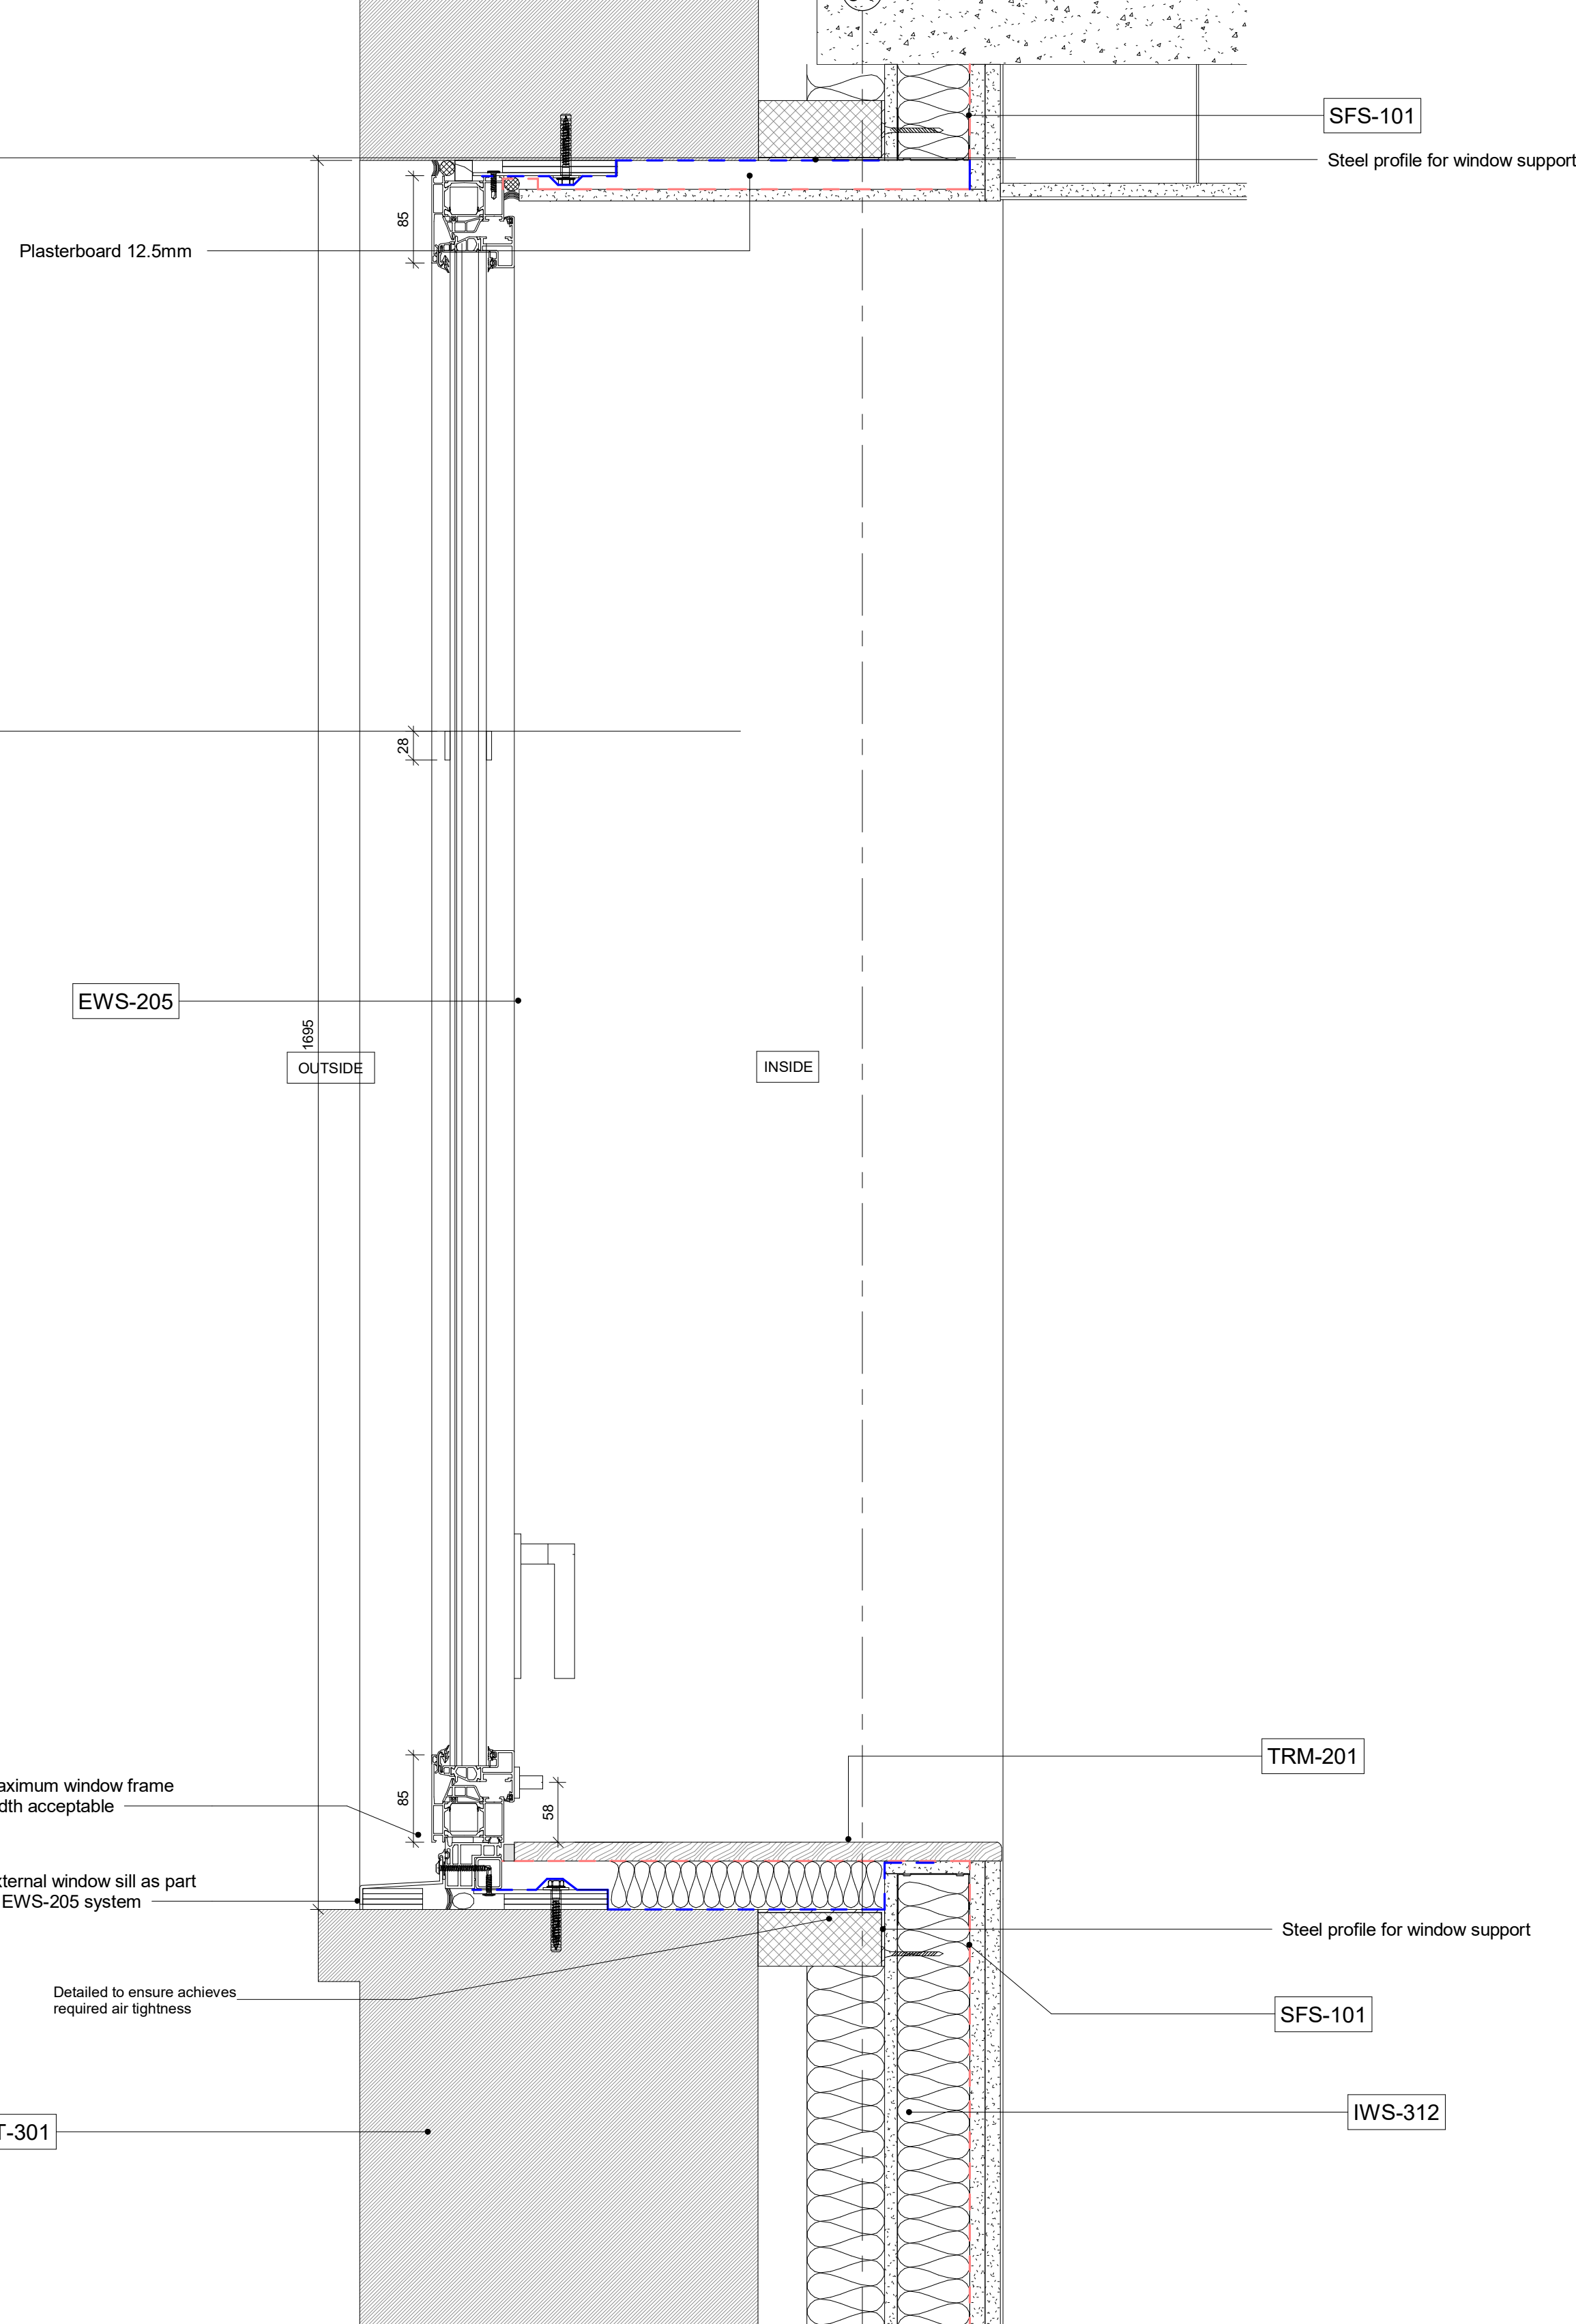 SFS-101
Steel profile for window support
85
Plasterboard 12.5mm
28
EWS-205
1695
OUTSIDE
INSIDE
TRM-201
aximum window frame
dth acceptable
85
58
xternal window sill as part
EWS-205 system
Steel profile for window support
Detailed to ensure achieves
required air tightness
SFS-101
IWS-312
T-301